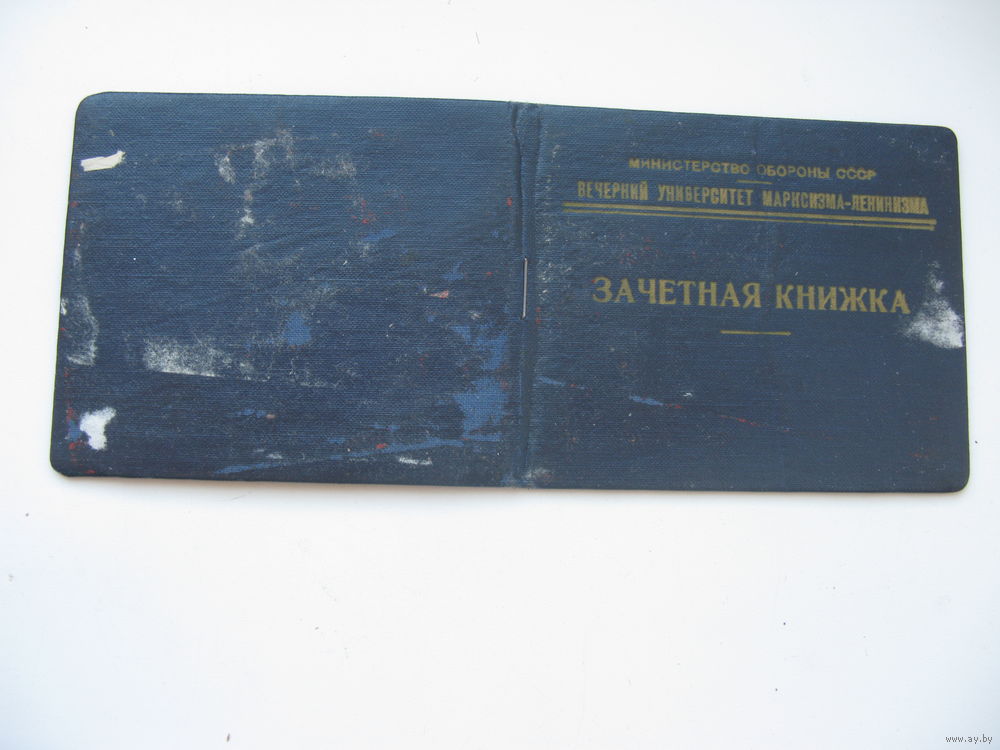 МИНИСТЕРСТВО ОБОРОНЫ СССР
ВЕЧЕРНИЙ УНИВЕРСИТЕТ МАРКСИЗМА-ЛЕНИНИЗМА
ЗАЧЕТНАЯ КНИЖКА
www.ay.by